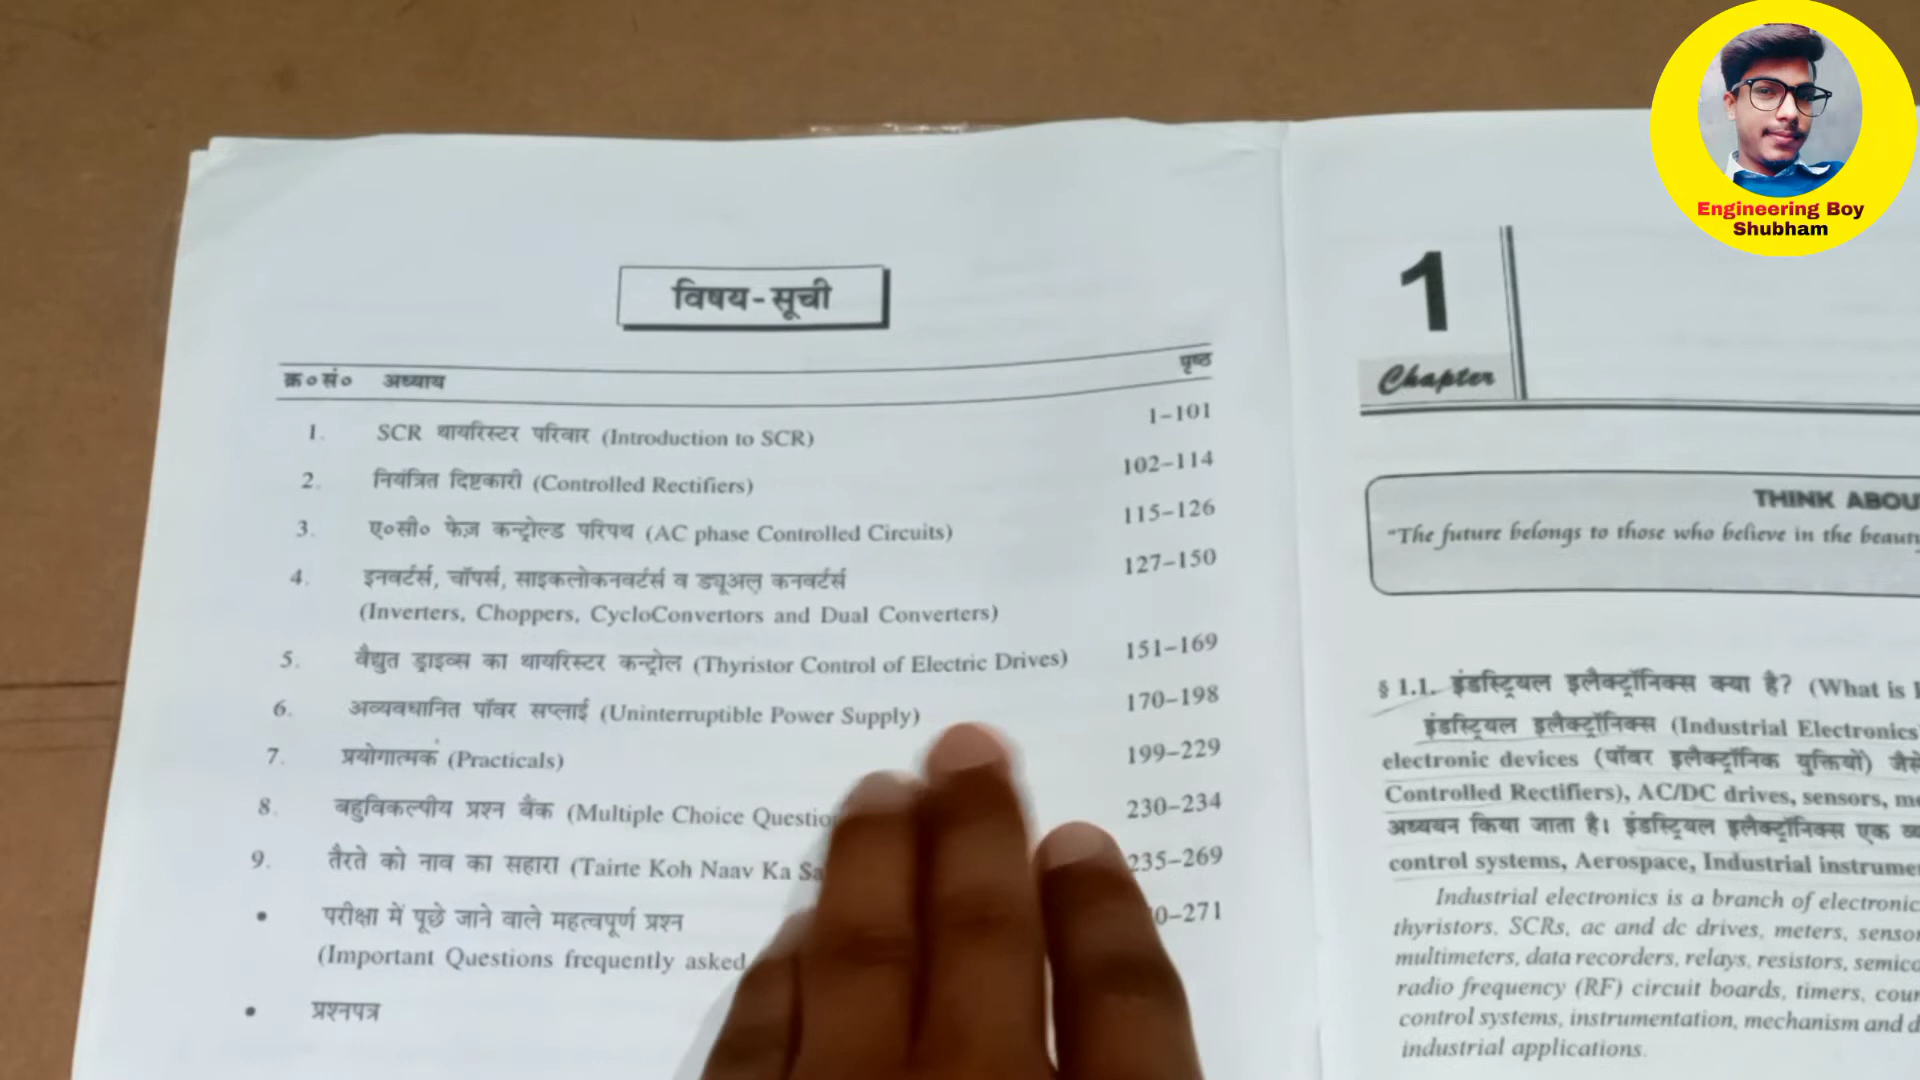 Engineering Boy
Shubham
विषय-सूची
क्र०सं० अध्याय पृष्ठ
1. SCR थायरिस्टर परिवार (Introduction to SCR) 1-101
2. नियंत्रित दिष्टकारी (Controlled Rectifiers) 102-114
3. ए०सी० फेज़ कन्ट्रोल्ड परिपथ (AC phase Controlled Circuits) 115-126
4. इनवर्टर्स, चॉपर्स, साइकलोकनवर्टर्स व ड्यूअल कनवर्टर्स 127-150
(Inverters, Choppers, CycloConvertors and Dual Converters)
5. वैद्युत ड्राइव्स का थायरिस्टर कन्ट्रोल (Thyristor Control of Electric Drives) 151-169
6. अव्यवधानित पॉवर सप्लाई (Uninterruptible Power Supply) 170-198
7. प्रयोगात्मक (Practicals) 199-229
8. बहुविकल्पीय प्रश्न बैंक (Multiple Choice 230-234
9. तैरते को नाव का सहारा (Tairte Koh Naav Ka 235-269
• परीक्षा में पूछे जाने वाले महत्वपूर्ण प्रश्न 0-271
(Important Questions frequently asked
• प्रश्नपत्र
1
Chapter
THINK
"The future belongs to those who believe in the
§ 1.1. इंडस्ट्रियल इलैक्ट्रॉनिक्स क्या है? (What is
इंडस्ट्रियल इलैक्ट्रॉनिक्स (Industrial Electronics
electronic devices (पॉवर इलैक्ट्रॉनिक युक्तियों) जैसे
Controlled Rectifiers), AC/DC drives, sensors,
अध्ययन किया जाता है। इंडस्ट्रियल इलैक्ट्रॉनिक्स एक
control systems, Aerospace, Industrial
Industrial electronics is a branch of
thyristors, SCRs, ac and dc drives, meters,
multimeters, data recorders, relays, resistors,
radio frequency (RF) circuit boards, timers,
control systems, instrumentation, mechanism and
industrial applications.